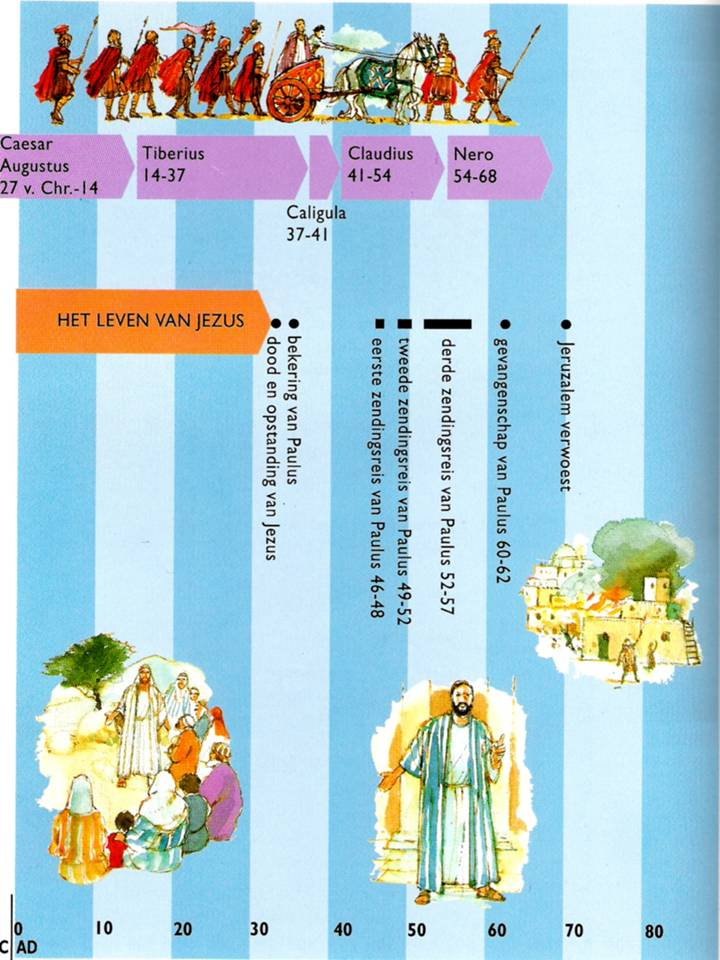 Caesar
Augustus
27 v. Chr.-14
Tiberius
14-37
Caligula
37-41
Claudius
41-54
Nero
54-68
HET LEVEN VAN JEZUS
dood en opstanding van Jezus
bekering van Paulus
eerste zendingsreis van Paulus 46-48
tweede zendingsreis van Paulus 49-52
derde zendingsreis van Paulus 52-57
gevangenschap van Paulus 60-62
Jeruzalem verwoest
0 10 20 30 40 50 60 70 80
C AD